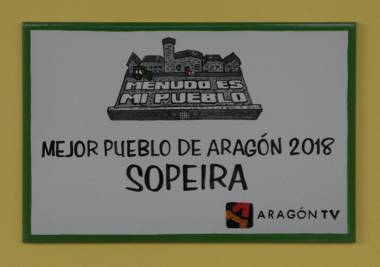 MENUDO ES
MI PUEBLO
MEJOR PUEBLO DE ARAGÓN 2018
SOPEIRA
ARAGÓN TV